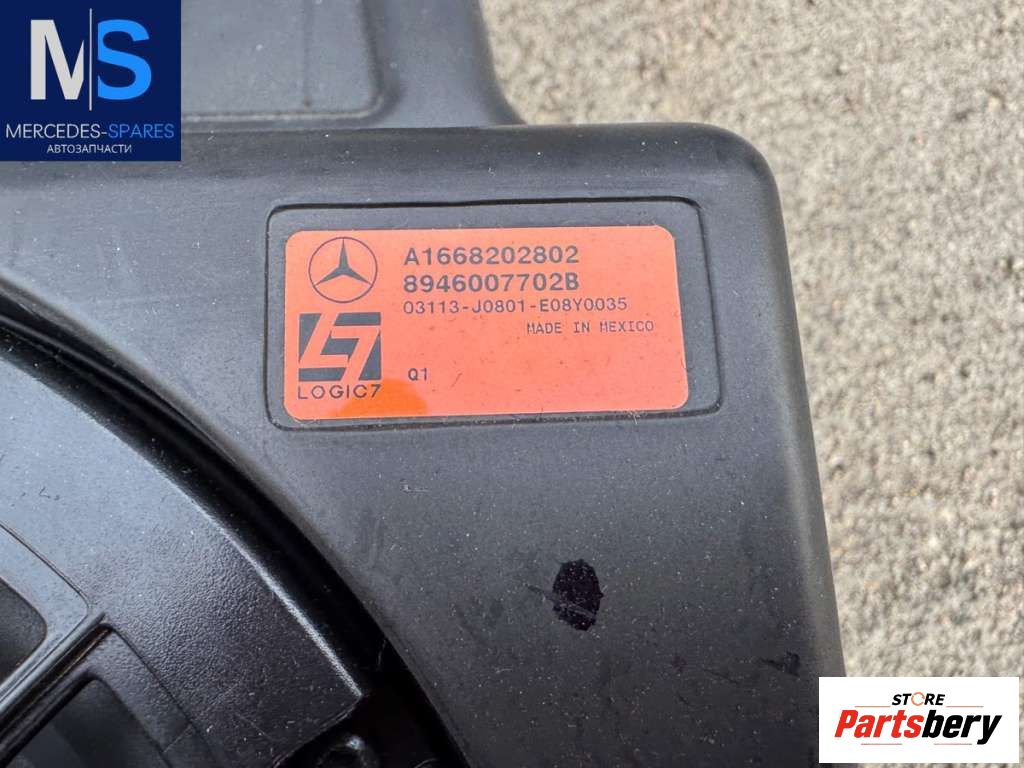 MS
MERCEDES-SPARES
АВТОЗАПЧАСТИ
A1668202802
8946007702B
03113-J0801-E08Y0035
MADE IN MEXICO
L7
LOGIC7
Q1
STORE
Partsbery